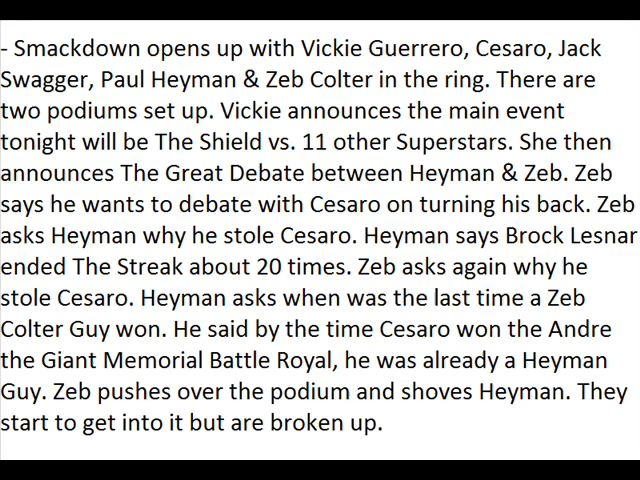 - Smackdown opens up with Vickie Guerrero, Cesaro, Jack
Swagger, Paul Heyman & Zeb Colter in the ring. There are
two podiums set up. Vickie announces the main event
tonight will be The Shield vs. 11 other Superstars. She then
announces The Great Debate between Heyman & Zeb. Zeb
says he wants to debate with Cesaro on turning his back. Zeb
asks Heyman why he stole Cesaro. Heyman says Brock Lesnar
ended The Streak about 20 times. Zeb asks again why he
stole Cesaro. Heyman asks when was the last time a Zeb
Colter Guy won. He said by the time Cesaro won the Andre
the Giant Memorial Battle Royal, he was already a Heyman
Guy. Zeb pushes over the podium and shoves Heyman. They
start to get into it but are broken up.